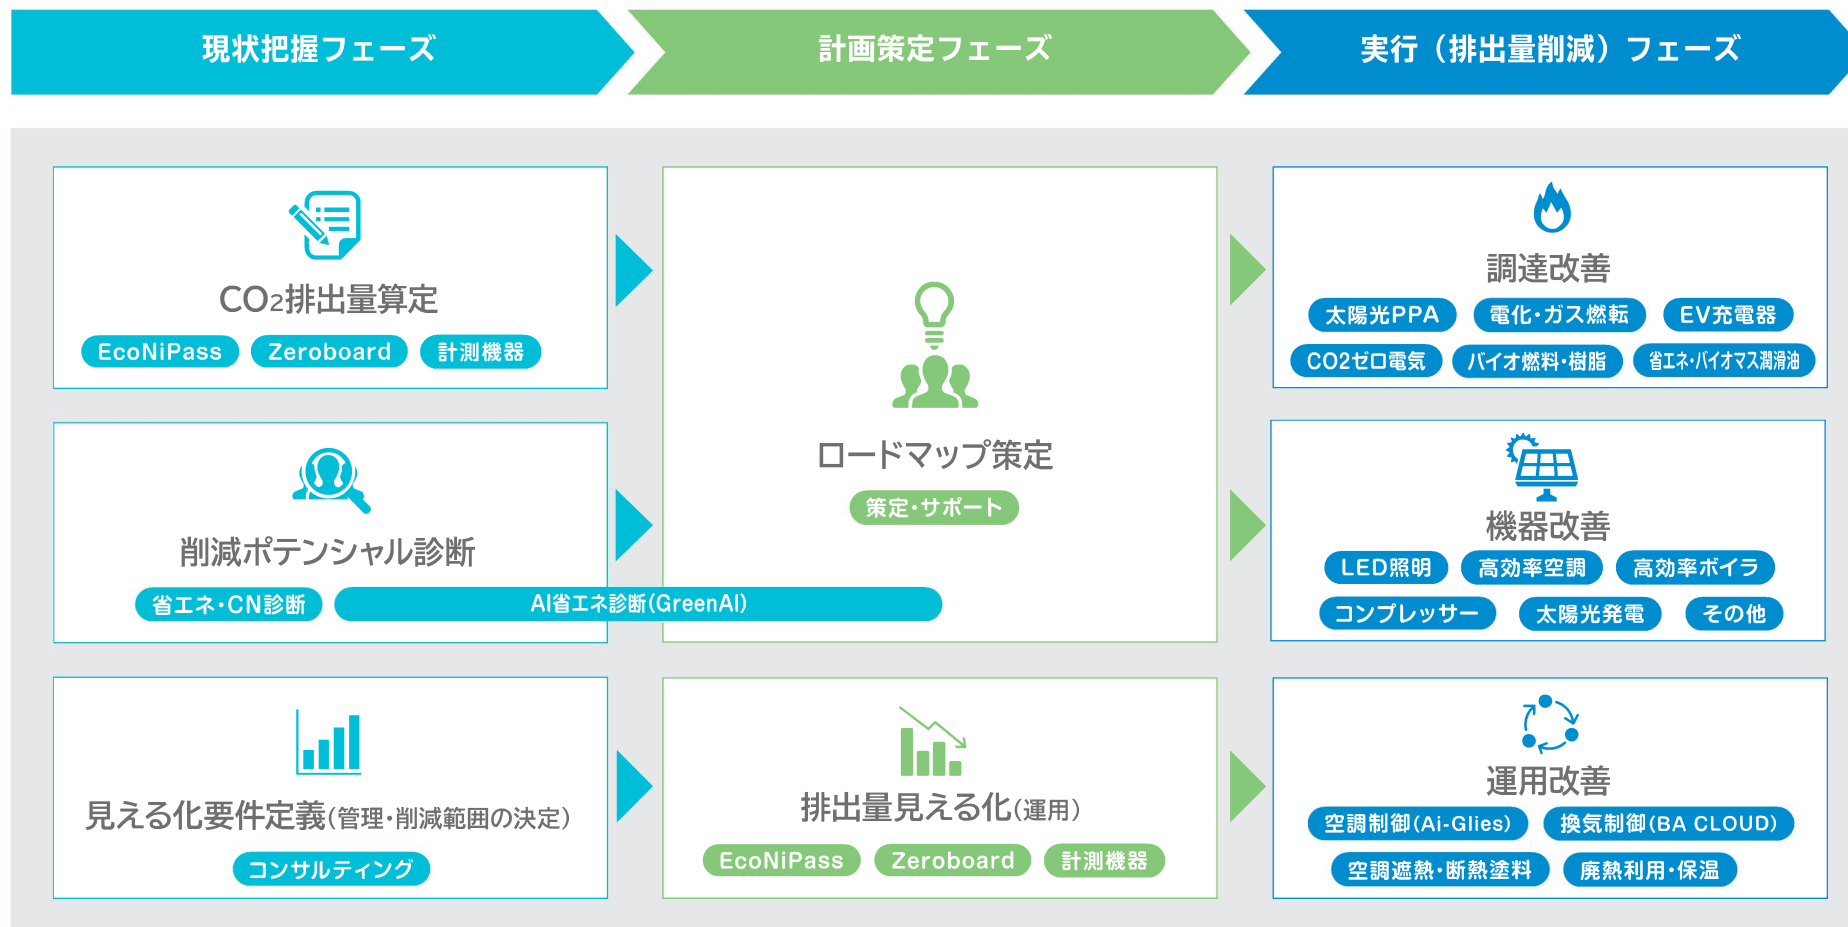 現状把握フェーズ
計画策定フェーズ
実行（排出量削減）フェーズ
CO2排出量算定
EcoNiPass
Zeroboard
計測機器
削減ポテンシャル診断
省エネ・CN診断
AI省エネ診断(GreenAI)
見える化要件定義(管理・削減範囲の決定)
コンサルティング
ロードマップ策定
策定・サポート
排出量見える化(運用)
EcoNiPass
Zeroboard
計測機器
調達改善
太陽光PPA
電化・ガス燃転
EV充電器
CO2ゼロ電気
バイオ燃料・樹脂
省エネ・バイオマス潤滑油
機器改善
LED照明
高効率空調
高効率ボイラ
コンプレッサー
太陽光発電
その他
運用改善
空調制御(Ai-Glies)
換気制御(BA CLOUD)
空調遮熱・断熱塗料
廃熱利用・保温